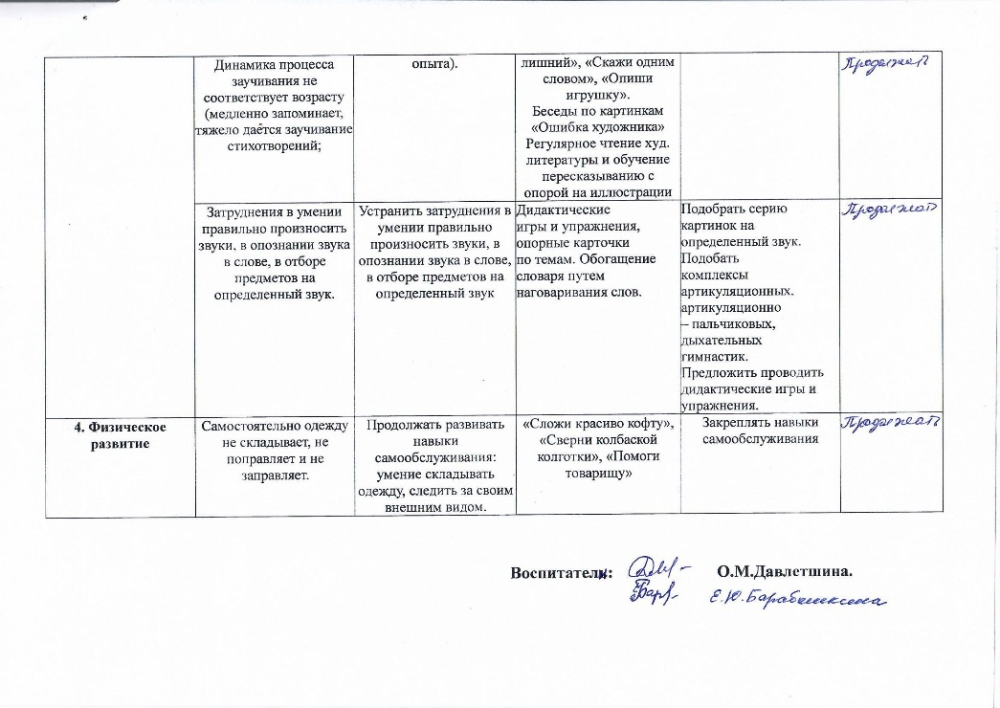 Динамика процесса
заучивания не
соответствует возрасту
(медленно запоминает,
тяжело даётся заучивание
стихотворений;
опыта).
лишний», «Скажи одним
словом», «Опиши
игрушку».
Беседы по картинкам
«Ошибка художника»
Регулярное чтение худ.
литературы и обучение
пересказыванию с
опорой на иллюстрации
Затруднения в умении
правильно произносить
звуки, в опознании звука
в слове, в отборе
предметов на
определенный звук.
Устранить затруднения в
умении правильно
произносить звуки, в
опознании звука в слове,
в отборе предметов на
определенный звук
Дидактические
игры и упражнения,
опорные карточки
по темам. Обогащение
словаря путем
наговаривания слов.
Подобрать серию
картинок на
определенный звук.
Подобать
комплексы
артикуляционных.
артикуляционно
– пальчиковых,
дыхательных
гимнастик.
Предложить проводить
дидактические игры и
упражнения.
4. Физическое
развитие
Самостоятельно одежду
не складывает, не
поправляет и не
заправляет.
Продолжать развивать
навыки
самообслуживания:
умение складывать
одежду, следить за своим
внешним видом.
«Сложи красиво кофту»,
«Сверни колбаской
колготки», «Помоги
товарищу»
Закреплять навыки
самообслуживания
Воспитатели: О.М.Давлетшина.
Е.Ю.